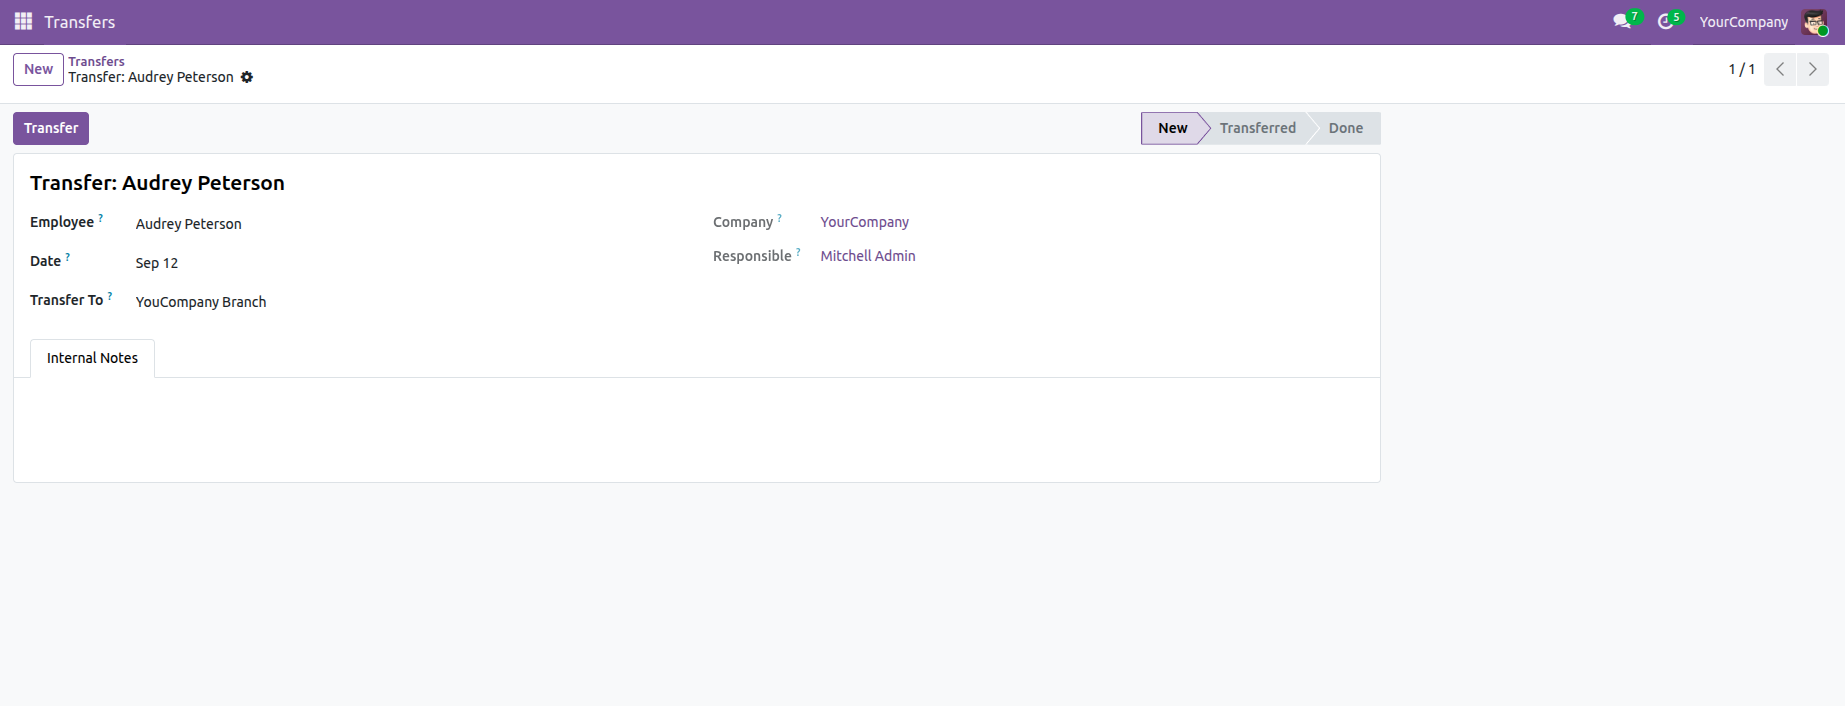 Transfers
7
5
YourCompany
New
Transfers
Transfer: Audrey Peterson
1 / 1
Transfer
New
Transferred
Done
Transfer: Audrey Peterson
Employee ?
Audrey Peterson
Company ?
YourCompany
Responsible ?
Mitchell Admin
Date ?
Sep 12
Transfer To ?
YouCompany Branch
Internal Notes